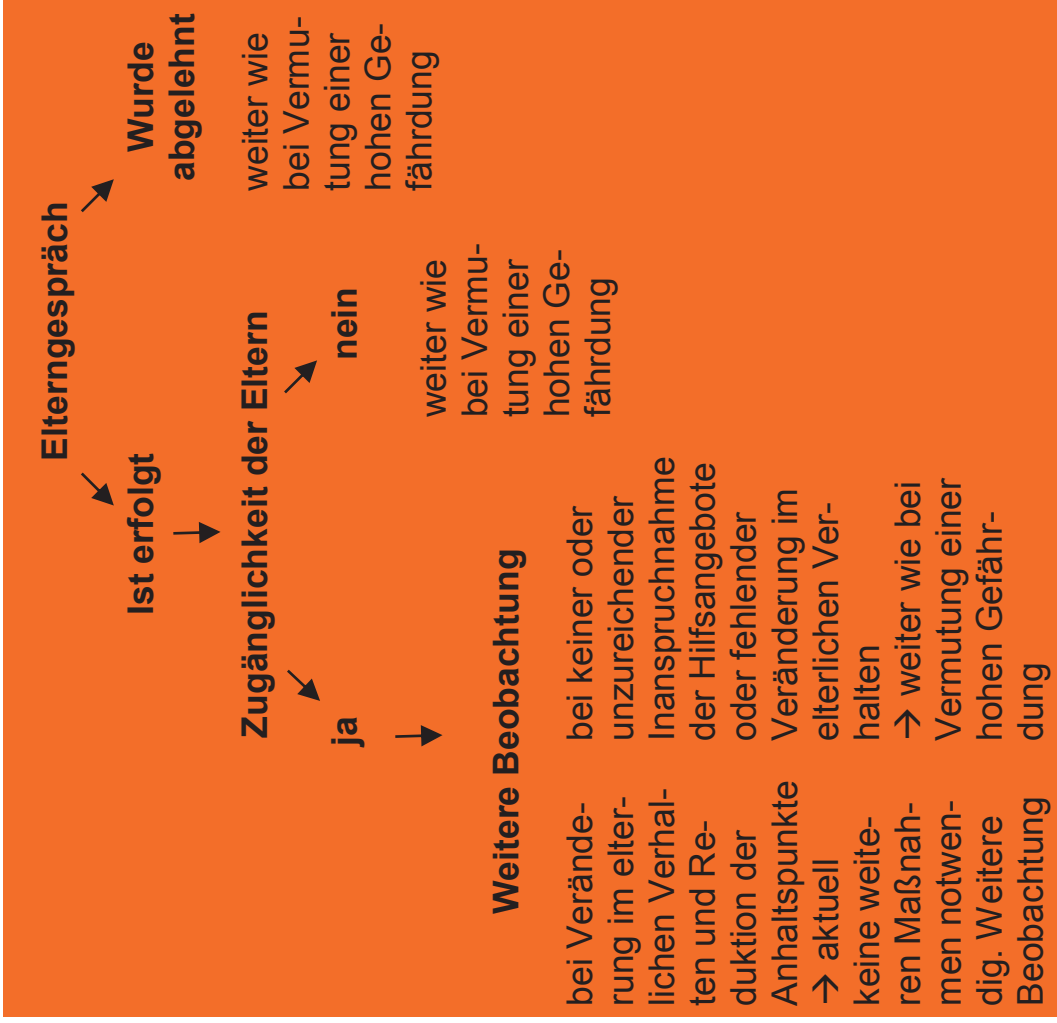 Elterngespräch
Ist erfolgt
Wurde
abgelehnt
weiter wie
bei Vermu-
tung einer
hohen Ge-
fährdung
Zugänglichkeit der Eltern
ja
nein
weiter wie
bei Vermu-
tung einer
hohen Ge-
fährdung
Weitere Beobachtung
bei Verände-
rung im elter-
lichen Verhal-
ten und Re-
duktion der
Anhaltspunkte
→ aktuell
keine weite-
ren Maßnah-
men notwen-
dig. Weitere
Beobachtung
bei keiner oder
unzureichender
Inanspruchnahme
der Hilfsangebote
oder fehlender
Veränderung im
elterlichen Ver-
halten
→ weiter wie bei
Vermutung einer
hohen Gefähr-
dung